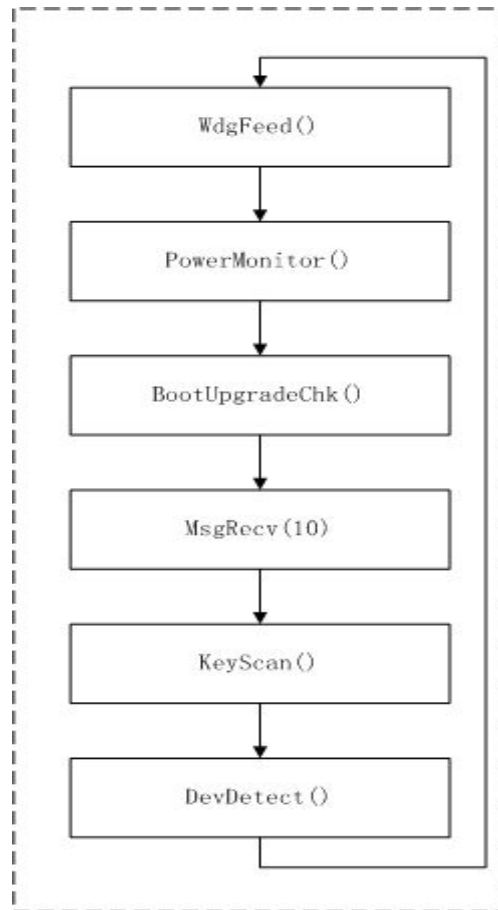 WdgFeed()
PowerMonitor()
BootUpgradeChk()
MsgRecv(10)
KeyScan()
DevDetect()